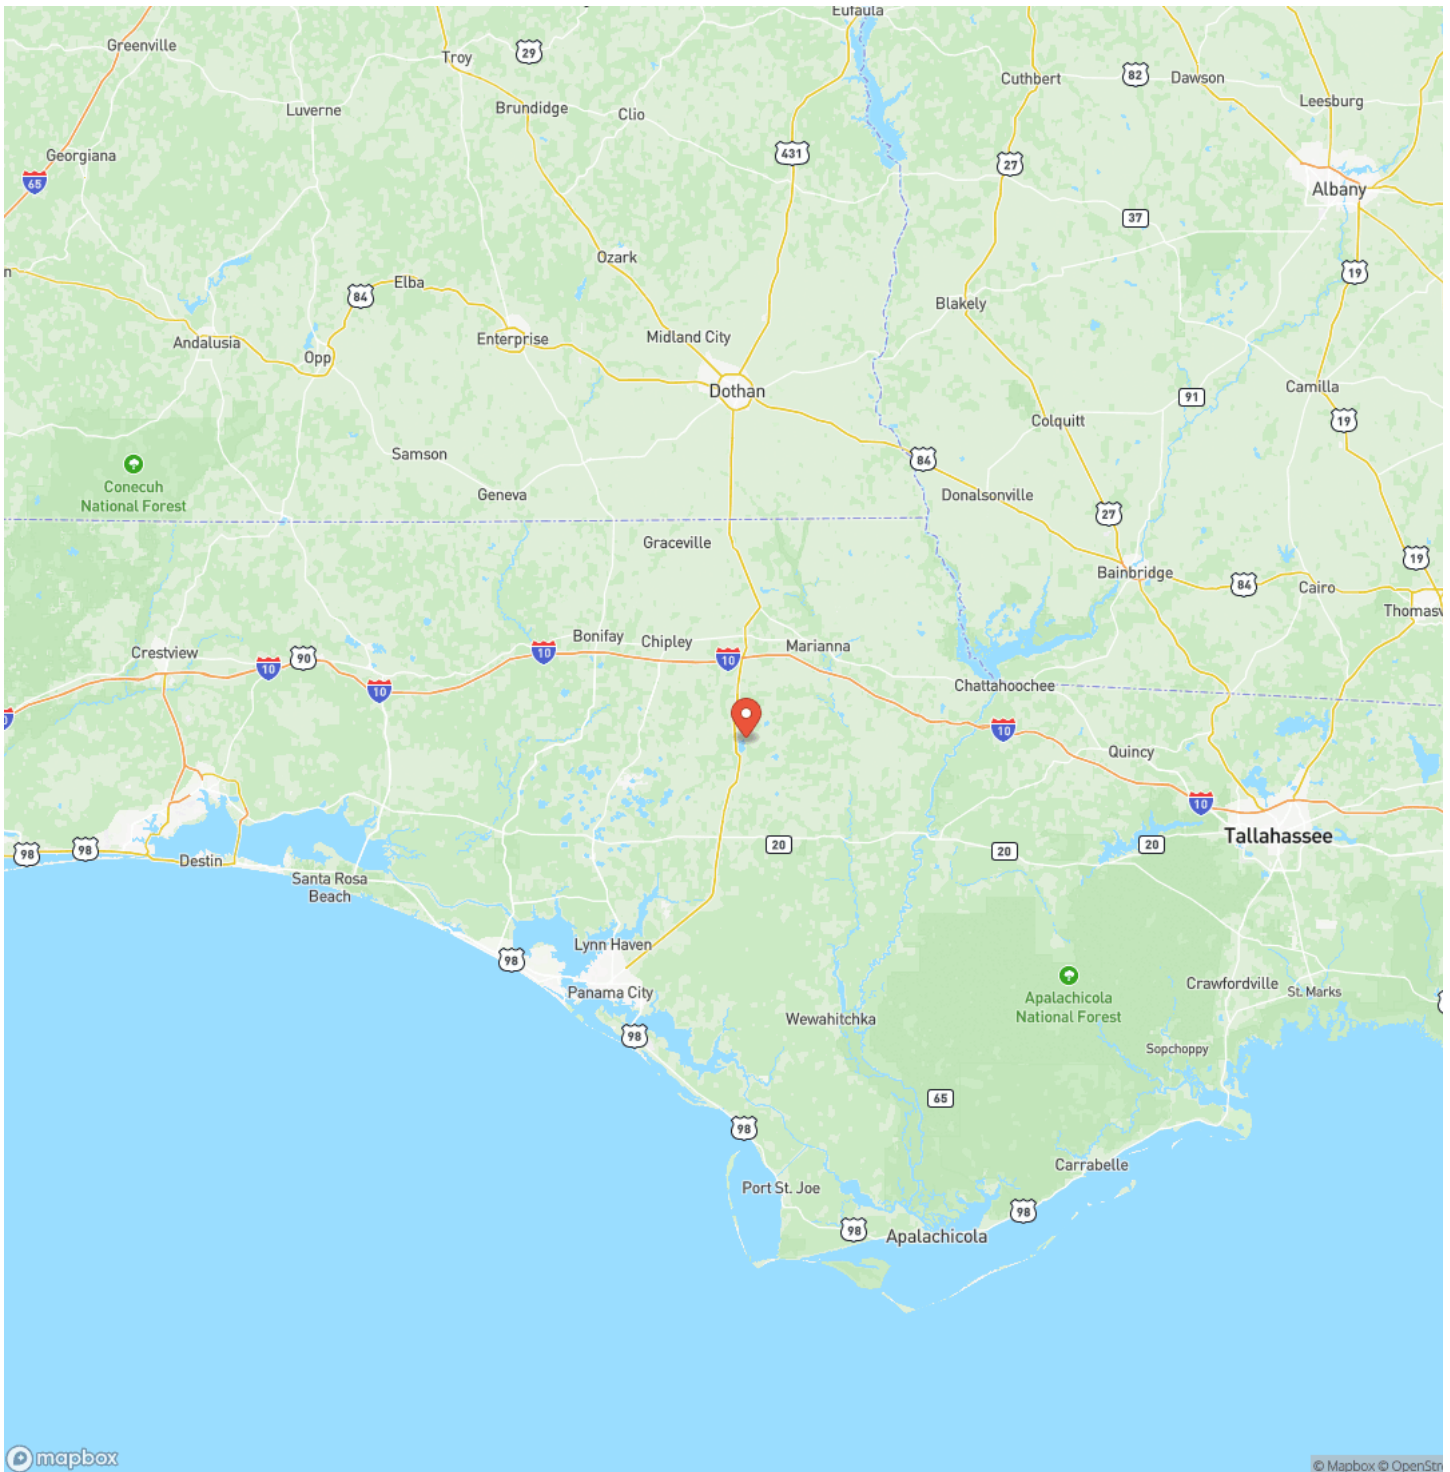 Eufaula
Greenville
Troy
29
Cuthbert
82
Dawson
Leesburg
Luverne
Brundidge
Clio
Georgiana
431
27
65
Albany
37
Ozark
n
Elba
84
19
Blakely
Andalusia
Opp
Enterprise
Midland City
Dothan
91
Camilla
Colquitt
19
Samson
84
Conecuh
National Forest
Geneva
Donalsonville
27
Graceville
19
Bainbridge
84
Cairo
Thomasv
Crestview
10
90
10
Bonifay
Chipley
10
Marianna
10
Chattahoochee
0
10
Quincy
10
20
20
20
Tallahassee
98
98
Destin
Santa Rosa
Beach
Lynn Haven
98
Panama City
Apalachicola
National Forest
Crawfordville
St. Marks
Wewahitchka
98
Sopchoppy
65
98
Carrabelle
Port St. Joe
98
98
Apalachicola
mapbox
© Mapbox © OpenStre